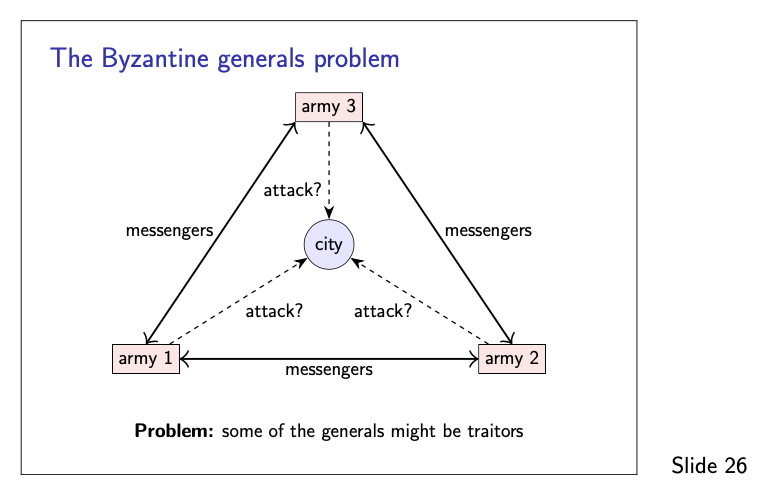 The Byzantine generals problem
army 3
attack?
messengers
messengers
city
attack?
attack?
army 1
army 2
messengers
Problem: some of the generals might be traitors
Slide 26